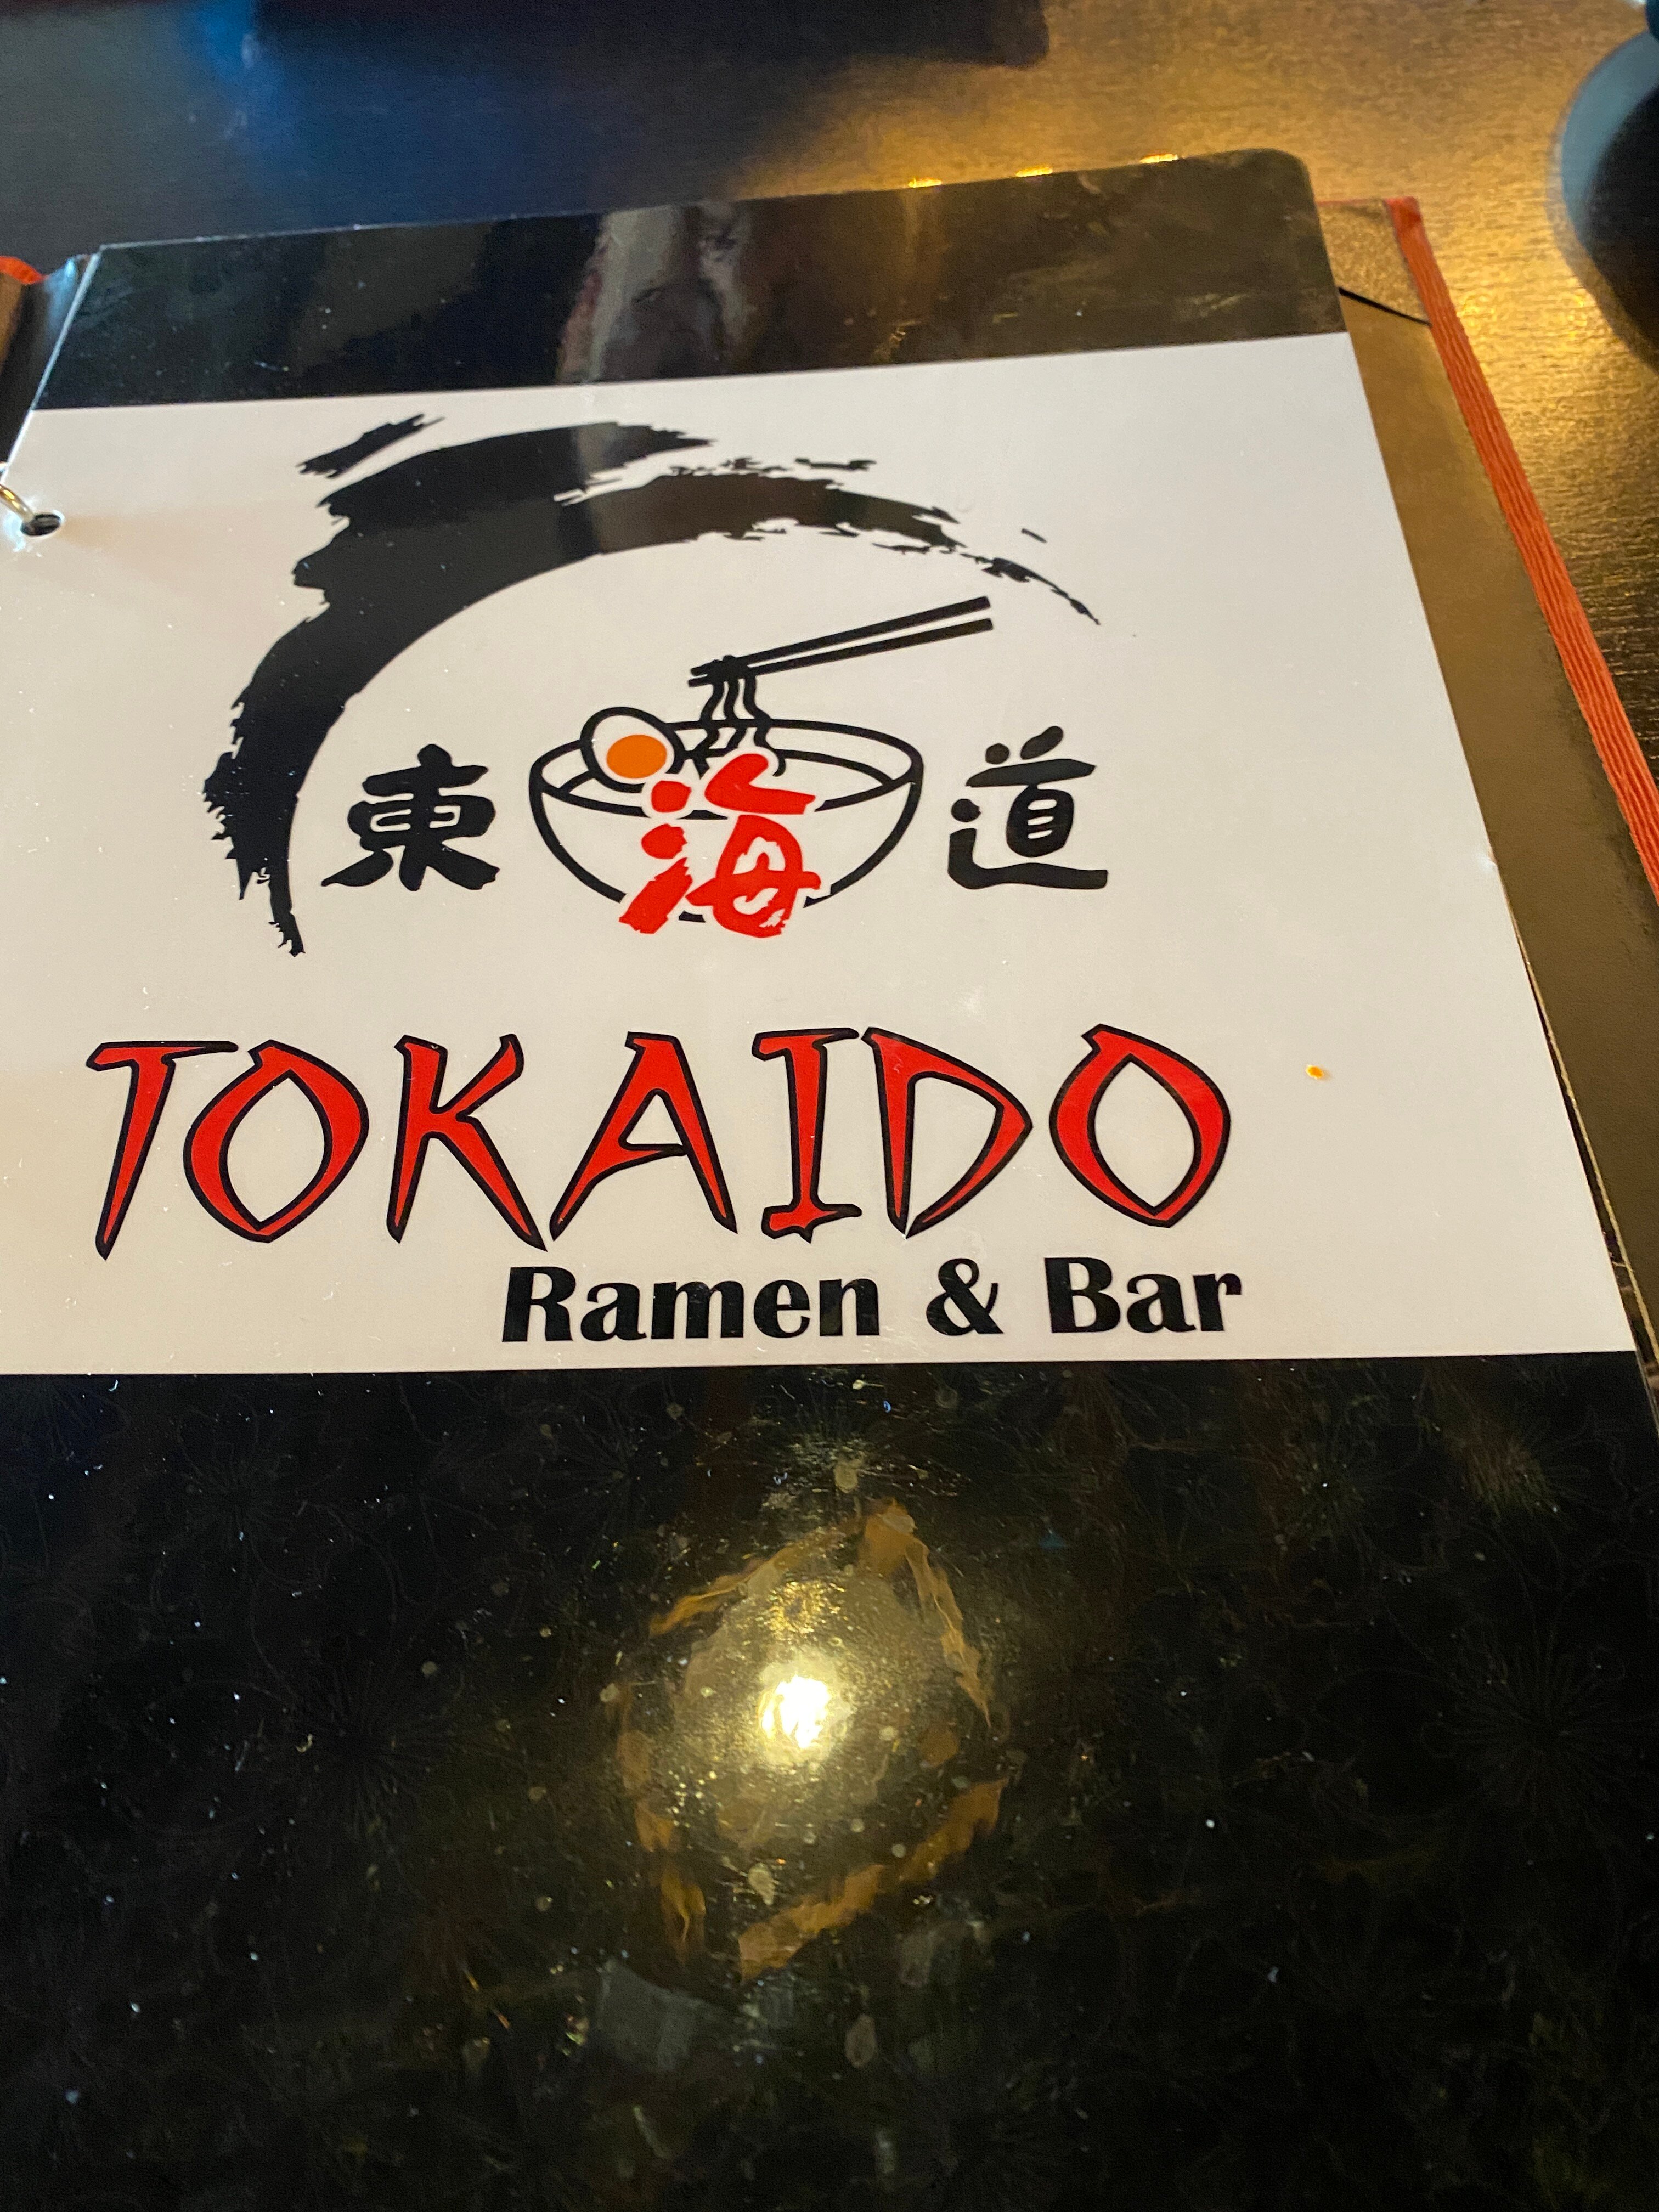 東海道
TOKAIDO
Ramen & Bar